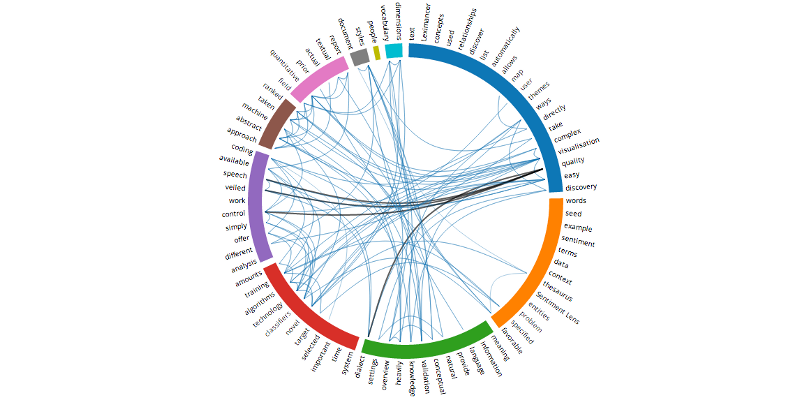 text
Leximancer
concepts
used
relationships
discover
list
automatically
allows
map
user
themes
ways
directly
take
complex
visualisation
quality
easy
discovery
words
seed
example
sentiment
terms
data
context
thesaurus
Sentiment Lens
entities
problem
specified
favorable
meaning
information
language
provide
natural
conceptual
validation
knowledge
heavily
overview
settings
dialect
system
time
important
selected
target
novel
classifiers
technology
algorithms
training
amounts
analysis
different
offer
simply
control
work
veiled
speech
available
coding
approach
abstract
machine
taken
ranked
field
quantitative
prior
actual
textual
report
document
styles
people
vocabulary
dimensions